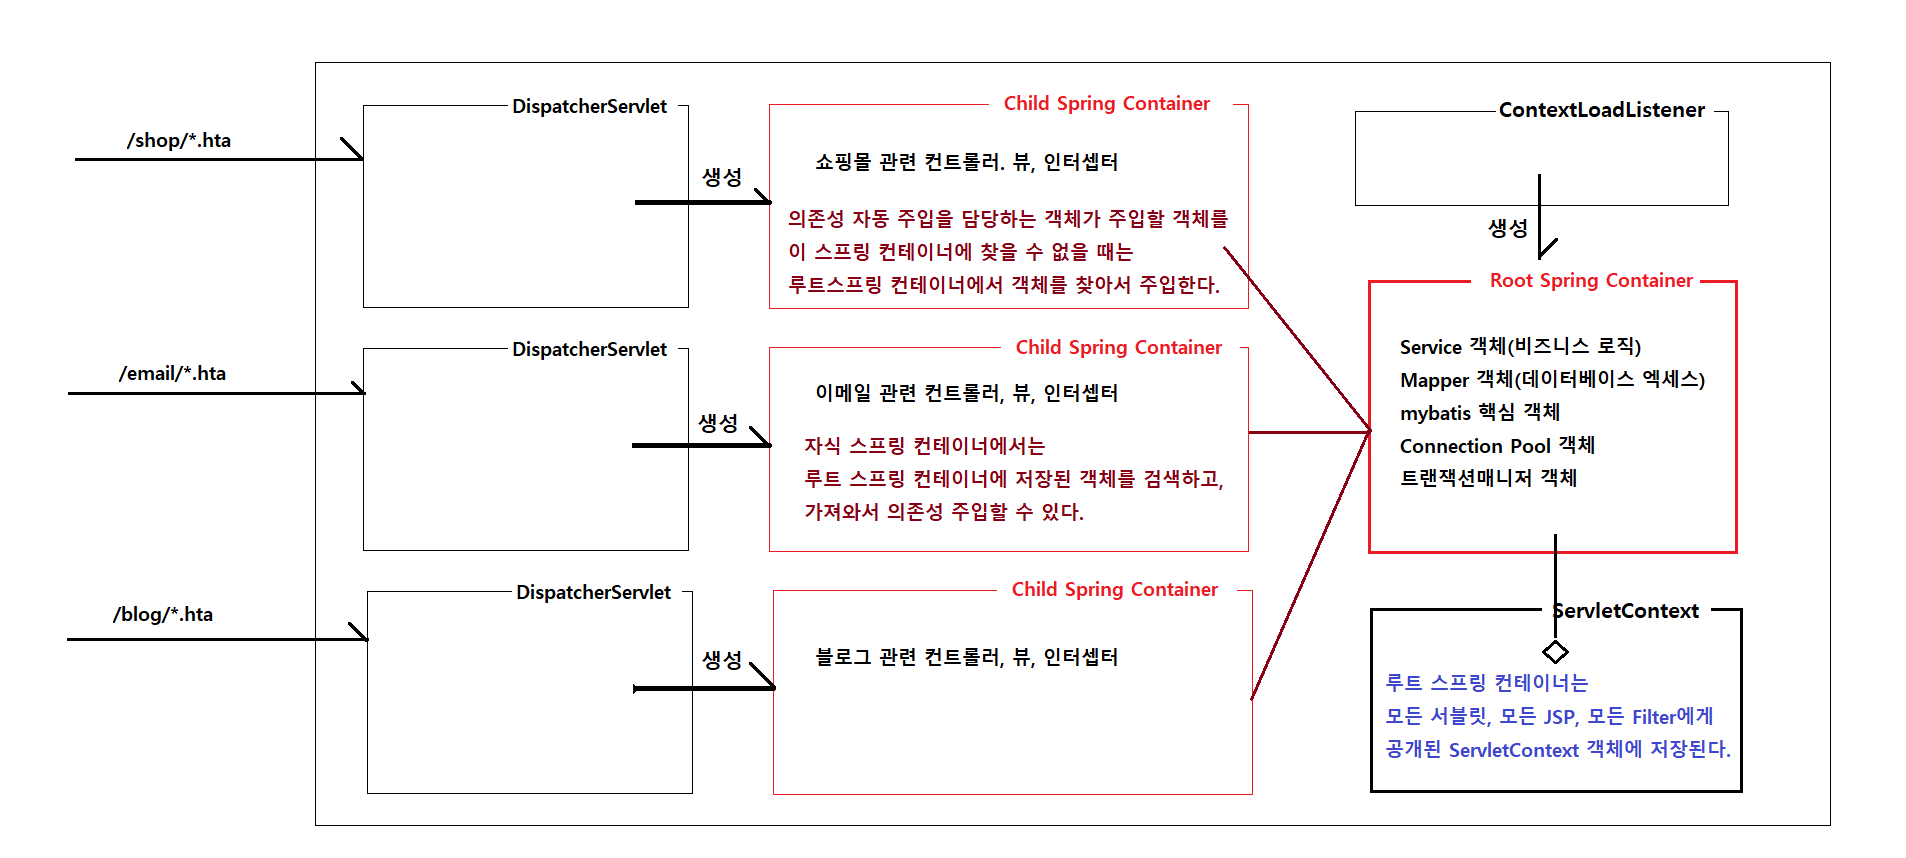 /shop/*.hta
DispatcherServlet
생성
Child Spring Container
쇼핑몰 관련 컨트롤러. 뷰, 인터셉터
의존성 자동 주입을 담당하는 객체가 주입할 객체를
이 스프링 컨테이너에 찾을 수 없을 때는
루트스프링 컨테이너에서 객체를 찾아서 주입한다.
ContextLoadListener
생성
Root Spring Container
Service 객체(비즈니스 로직)
Mapper 객체(데이터베이스 엑세스)
mybatis 핵심 객체
Connection Pool 객체
트랜잭션매니저 객체
/email/*.hta
DispatcherServlet
생성
Child Spring Container
이메일 관련 컨트롤러, 뷰, 인터셉터
자식 스프링 컨테이너에서는
루트 스프링 컨테이너에 저장된 객체를 검색하고,
가져와서 의존성 주입할 수 있다.
/blog/*.hta
DispatcherServlet
생성
Child Spring Container
블로그 관련 컨트롤러, 뷰, 인터셉터
ServletContext
루트 스프링 컨테이너는
모든 서블릿, 모든 JSP, 모든 Filter에게
공개된 ServletContext 객체에 저장된다.